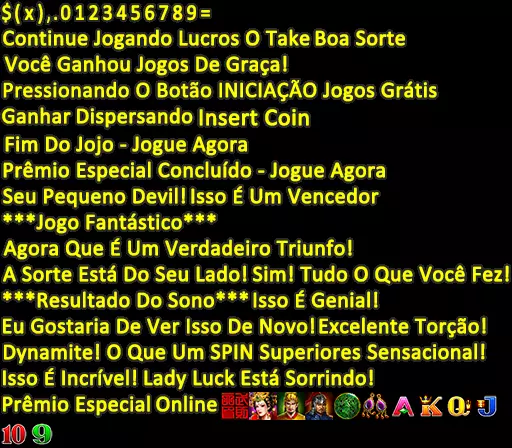 $(x),.0123456789=
Continue Jogando Lucros O Take Boa Sorte
Você Ganhou Jogos De Graça!
Pressionando O Botão INICIAÇÃO Jogos Grátis
Ganhar Dispersando Insert Coin
Fim Do Jojo - Jogue Agora
Prêmio Especial Concluído - Jogue Agora
Seu Pequeno Devil! Isso É Um Vencedor
***Jogo Fantástico***
Agora Que É Um Verdadeiro Triunfo!
A Sorte Está Do Seu Lado! Sim! Tudo O Que Você Fez!
***Resultado Do Sono*** Isso É Genial!
Eu Gostaria De Ver Isso De Novo! Excelente Torção!
Dynamite! O Que Um SPIN Superiores Sensacional!
Isso É Incrível! Lady Luck Está Sorrindo!
Prêmio Especial Online A K Q J
10 9